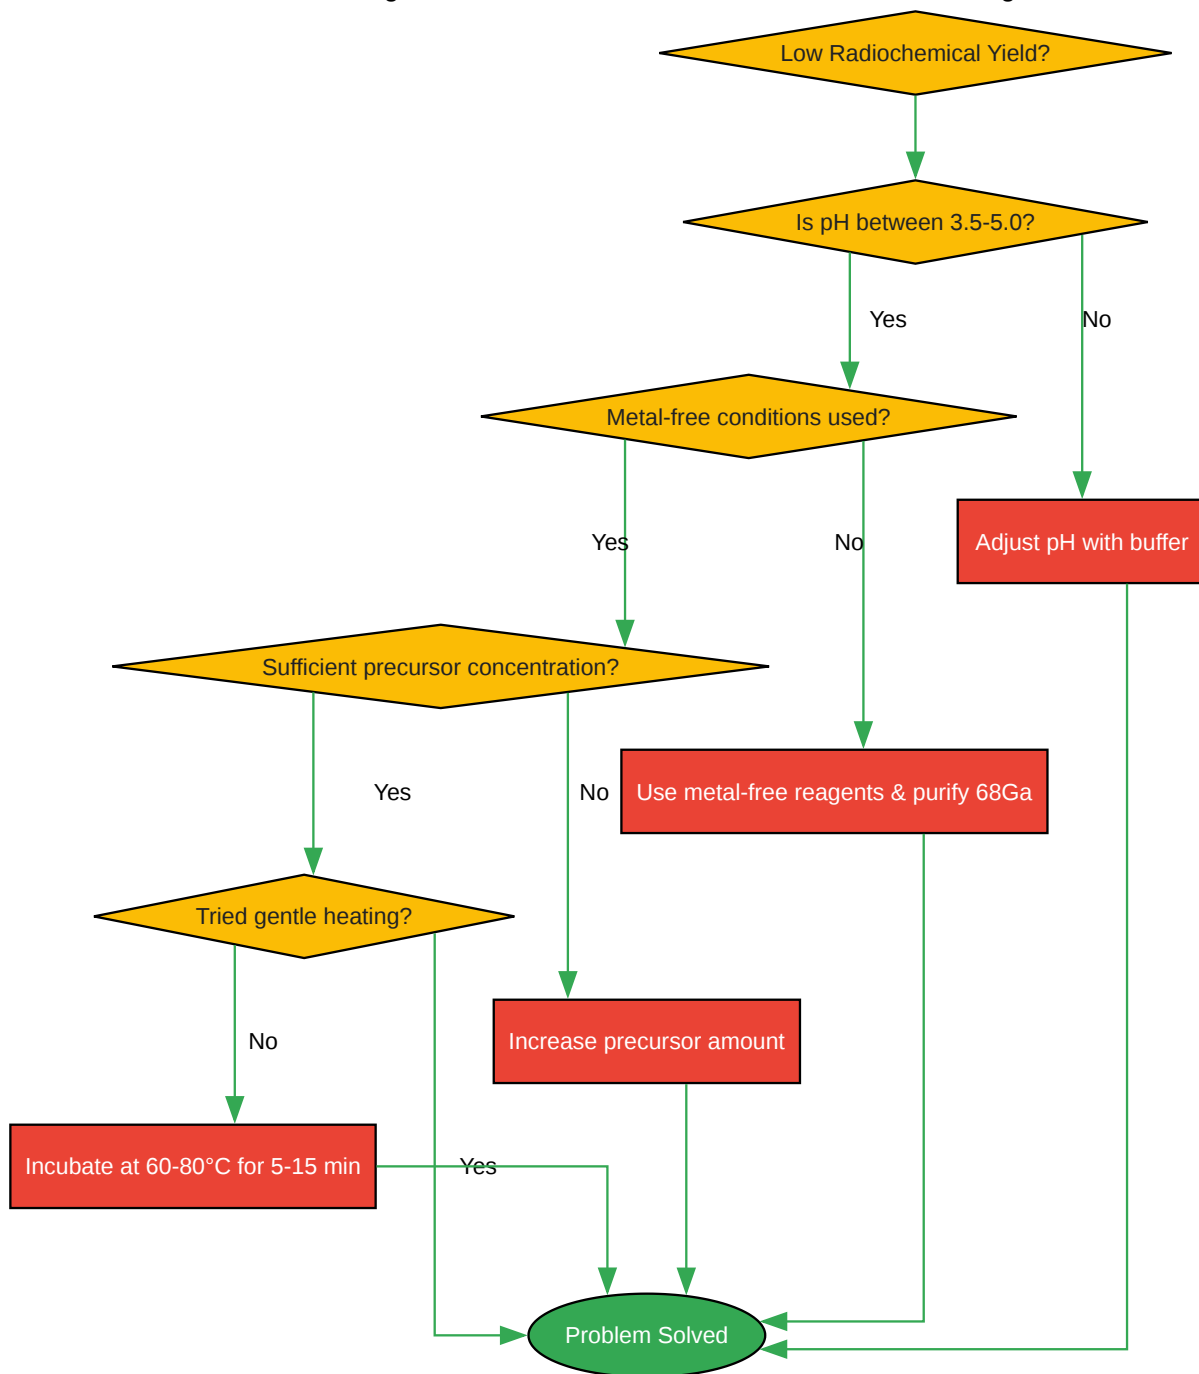 Low Radiochemical Yield?
Is pH between 3.5-5.0?
Yes
No
Metal-free conditions used?
Yes
No
Adjust pH with buffer
Sufficient precursor concentration?
Yes
No
Use metal-free reagents & purify 68Ga
Tried gentle heating?
No
Increase precursor amount
Incubate at 60-80°C for 5-15 min
Yes
Problem Solved